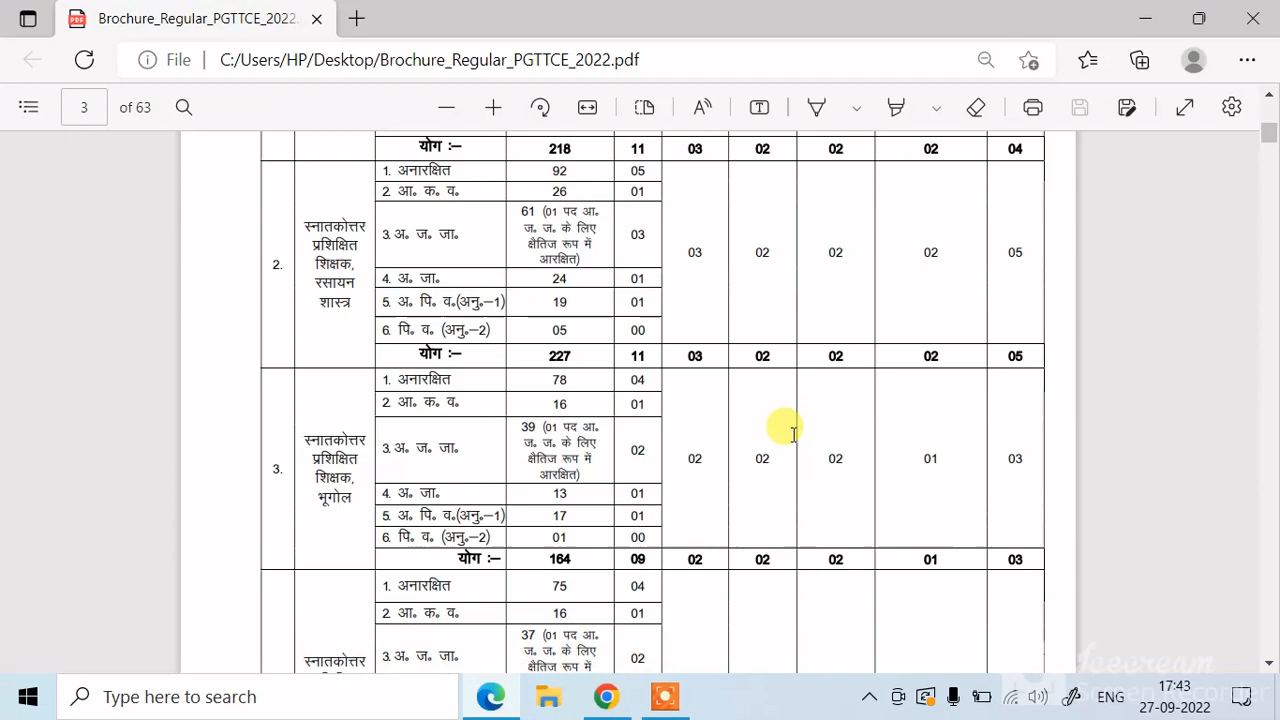 Brochure_Regular_PGTTCE_2022.
File C:/Users/HP/Desktop/Brochure_Regular_PGTTCE_2022.pdf
3 of 63
योग :– 218 11 03 02 02 02 04
2. स्नातकोत्तर प्रशिक्षित शिक्षक, रसायन शास्त्र
1. अनारक्षित 92 05
2. आ॰ क॰ व॰ 26 01
3. अ॰ ज॰ जा॰ 61 (01 पद आ॰ ज॰ ज॰ के लिए क्षैतिज रूप में आरक्षित) 03
03 02 02 02 05
4. अ॰ जा॰ 24 01
5. अ॰ पि॰ व॰(अनु॰–1) 19 01
6. पि॰ व॰ (अनु॰–2) 05 00
योग :– 227 11 03 02 02 02 05
3. स्नातकोत्तर प्रशिक्षित शिक्षक, भूगोल
1. अनारक्षित 78 04
2. आ॰ क॰ व॰ 16 01
3. अ॰ ज॰ जा॰ 39 (01 पद आ॰ ज॰ ज॰ के लिए क्षैतिज रूप में आरक्षित) 02
02 02 02 01 03
4. अ॰ जा॰ 13 01
5. अ॰ पि॰ व॰(अनु॰–1) 17 01
6. पि॰ व॰ (अनु॰–2) 01 00
योग :– 164 09 02 02 02 01 03
1. अनारक्षित 75 04
2. आ॰ क॰ व॰ 16 01
स्नातकोत्तर
3. अ॰ ज॰ जा॰ 37 (01 पद आ॰ ज॰ ज॰ के लिए क्षैतिज रूप में 02
Icecream
Screen Recorder
Type here to search
ENG
17:43
27-09-2022